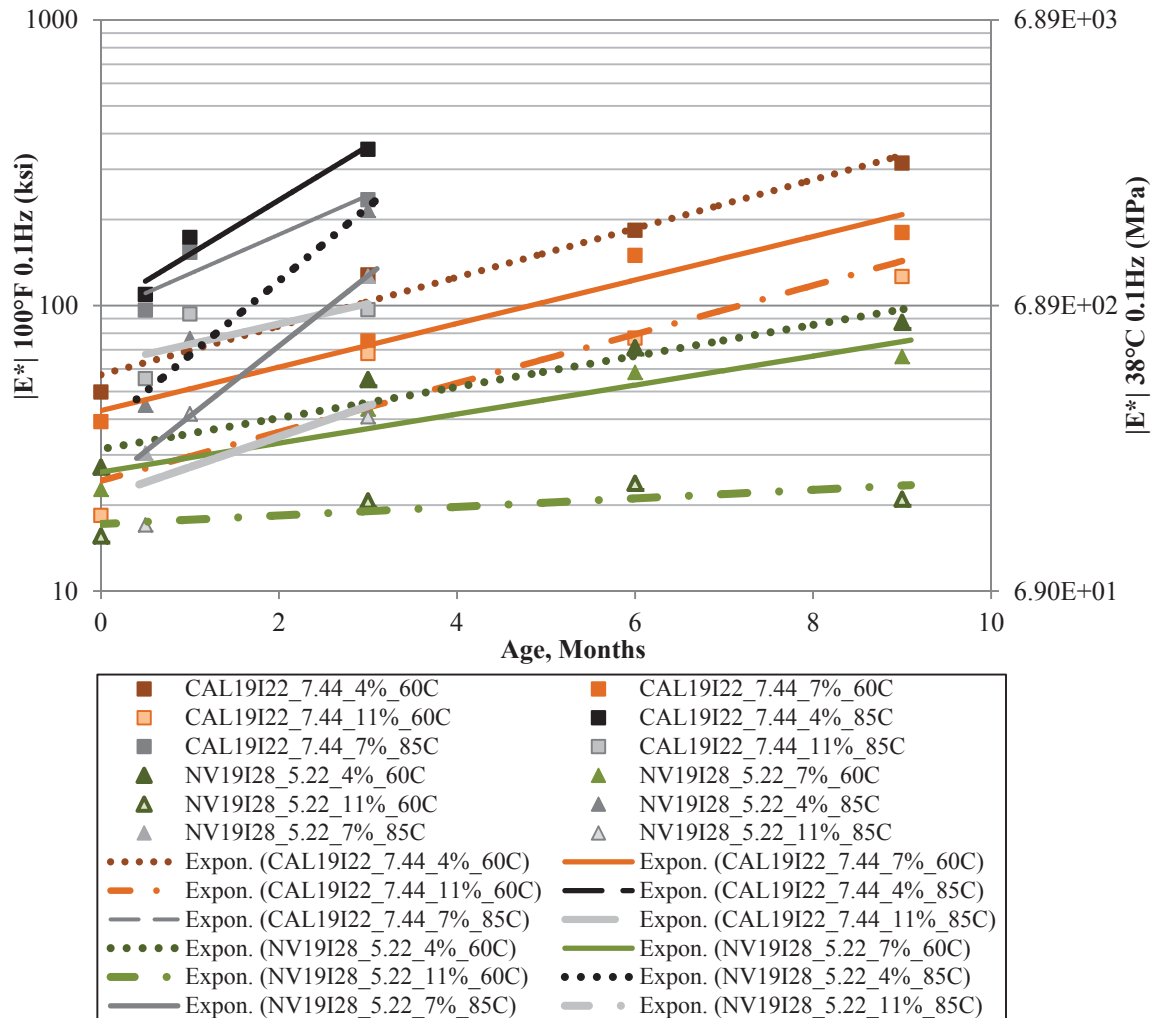 1000
100
10
|E*| 100°F 0.1Hz (ksi)
6.89E+03
6.89E+02
6.90E+01
|E*| 38°C 0.1Hz (MPa)
0 2 4 6 8 10
Age, Months
CAL19I22_7.44_4%_60C CAL19I22_7.44_7%_60C
CAL19I22_7.44_11%_60C CAL19I22_7.44_4%_85C
CAL19I22_7.44_7%_85C CAL19I22_7.44_11%_85C
NV19I28_5.22_4%_60C NV19I28_5.22_7%_60C
NV19I28_5.22_11%_60C NV19I28_5.22_4%_85C
NV19I28_5.22_7%_85C NV19I28_5.22_11%_85C
Expon. (CAL19I22_7.44_4%_60C) Expon. (CAL19I22_7.44_7%_60C)
Expon. (CAL19I22_7.44_11%_60C) Expon. (CAL19I22_7.44_4%_85C)
Expon. (CAL19I22_7.44_7%_85C) Expon. (CAL19I22_7.44_11%_85C)
Expon. (NV19I28_5.22_4%_60C) Expon. (NV19I28_5.22_7%_60C)
Expon. (NV19I28_5.22_11%_60C) Expon. (NV19I28_5.22_4%_85C)
Expon. (NV19I28_5.22_7%_85C) Expon. (NV19I28_5.22_11%_85C)